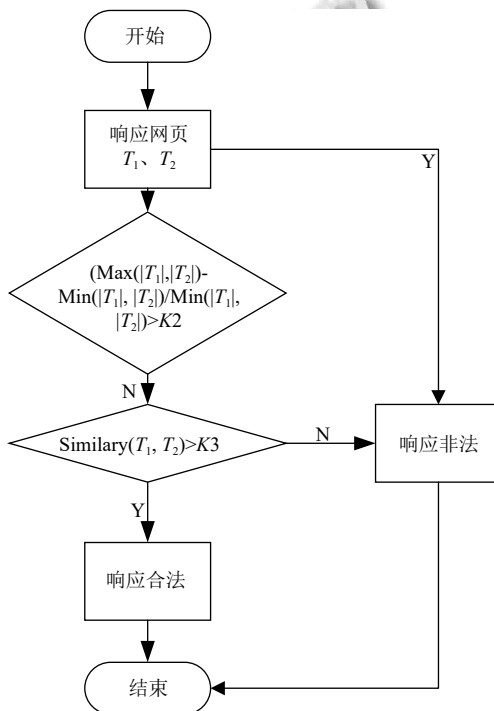 开始
响应网页
T₁、T₂
Y
(Max(|T₁|,|T₂|)-
Min(|T₁|, |T₂|)/Min(|T₁|,
|T₂|)>K2
N
Similary(T₁, T₂)>K3
N
响应非法
Y
响应合法
结束